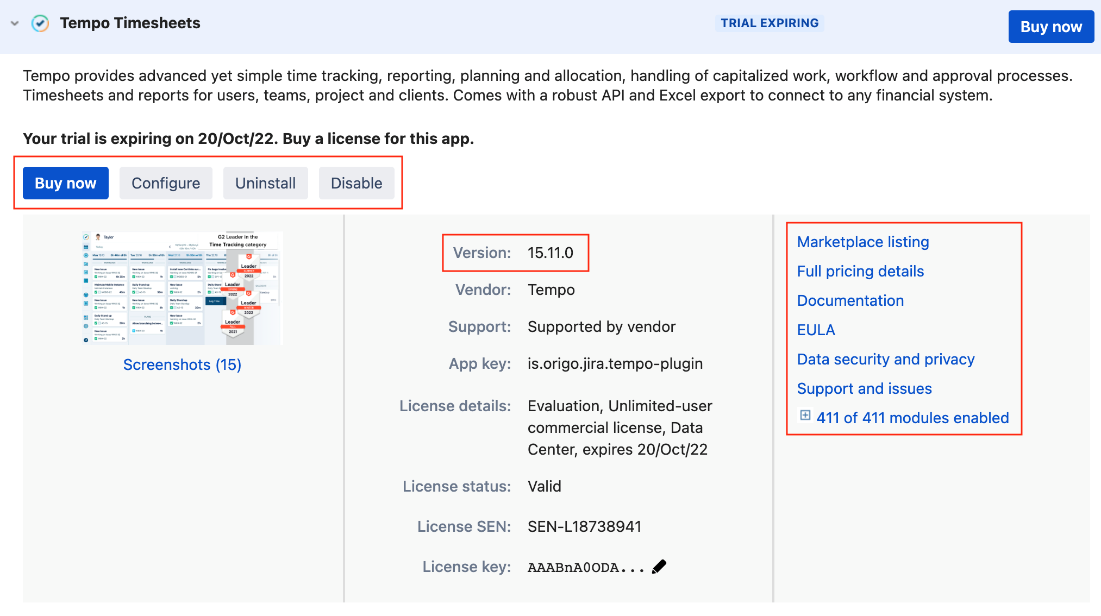 Tempo Timesheets
TRIAL EXPIRING
Buy now
Tempo provides advanced yet simple time tracking, reporting, planning and allocation, handling of capitalized work, workflow and approval processes.
Timesheets and reports for users, teams, project and clients. Comes with a robust API and Excel export to connect to any financial system.
Your trial is expiring on 20/Oct/22. Buy a license for this app.
Buy now Configure Uninstall Disable
G2 Leader in the
Time Tracking category
Leader
2022
Leader
Leader
2022
Leader
2021
Screenshots (15)
Version: 15.11.0
Vendor: Tempo
Support: Supported by vendor
App key: is.origo.jira.tempo-plugin
License details: Evaluation, Unlimited-user
commercial license, Data
Center, expires 20/Oct/22
License status: Valid
License SEN: SEN-L18738941
License key: AAABnA0ODA...
Marketplace listing
Full pricing details
Documentation
EULA
Data security and privacy
Support and issues
411 of 411 modules enabled